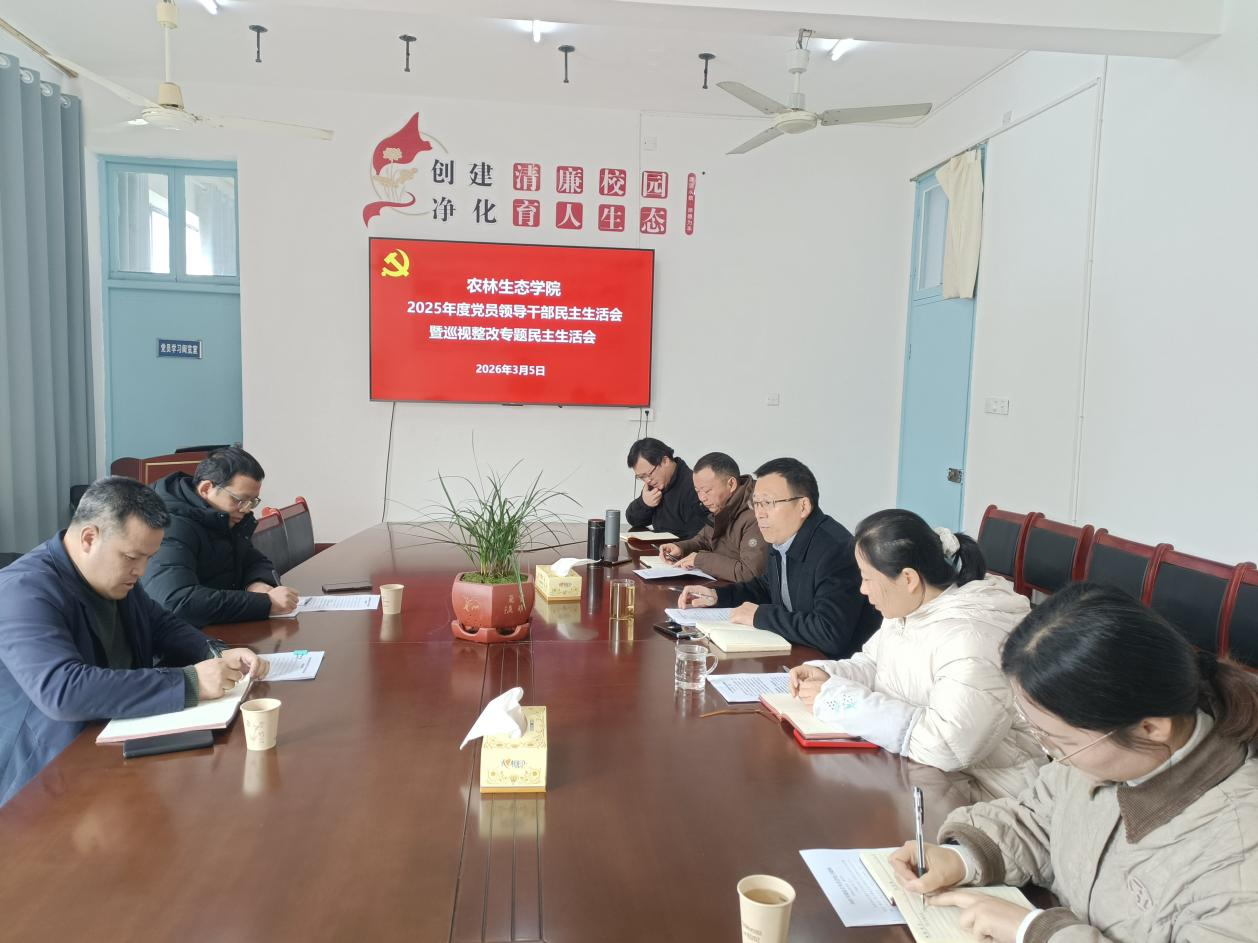 创建清廉校园
净化育人生态
农林生态学院
2025年度党员领导干部民主生活会
暨巡视整改专题民主生活会
2026年3月5日
党员学习阅览室